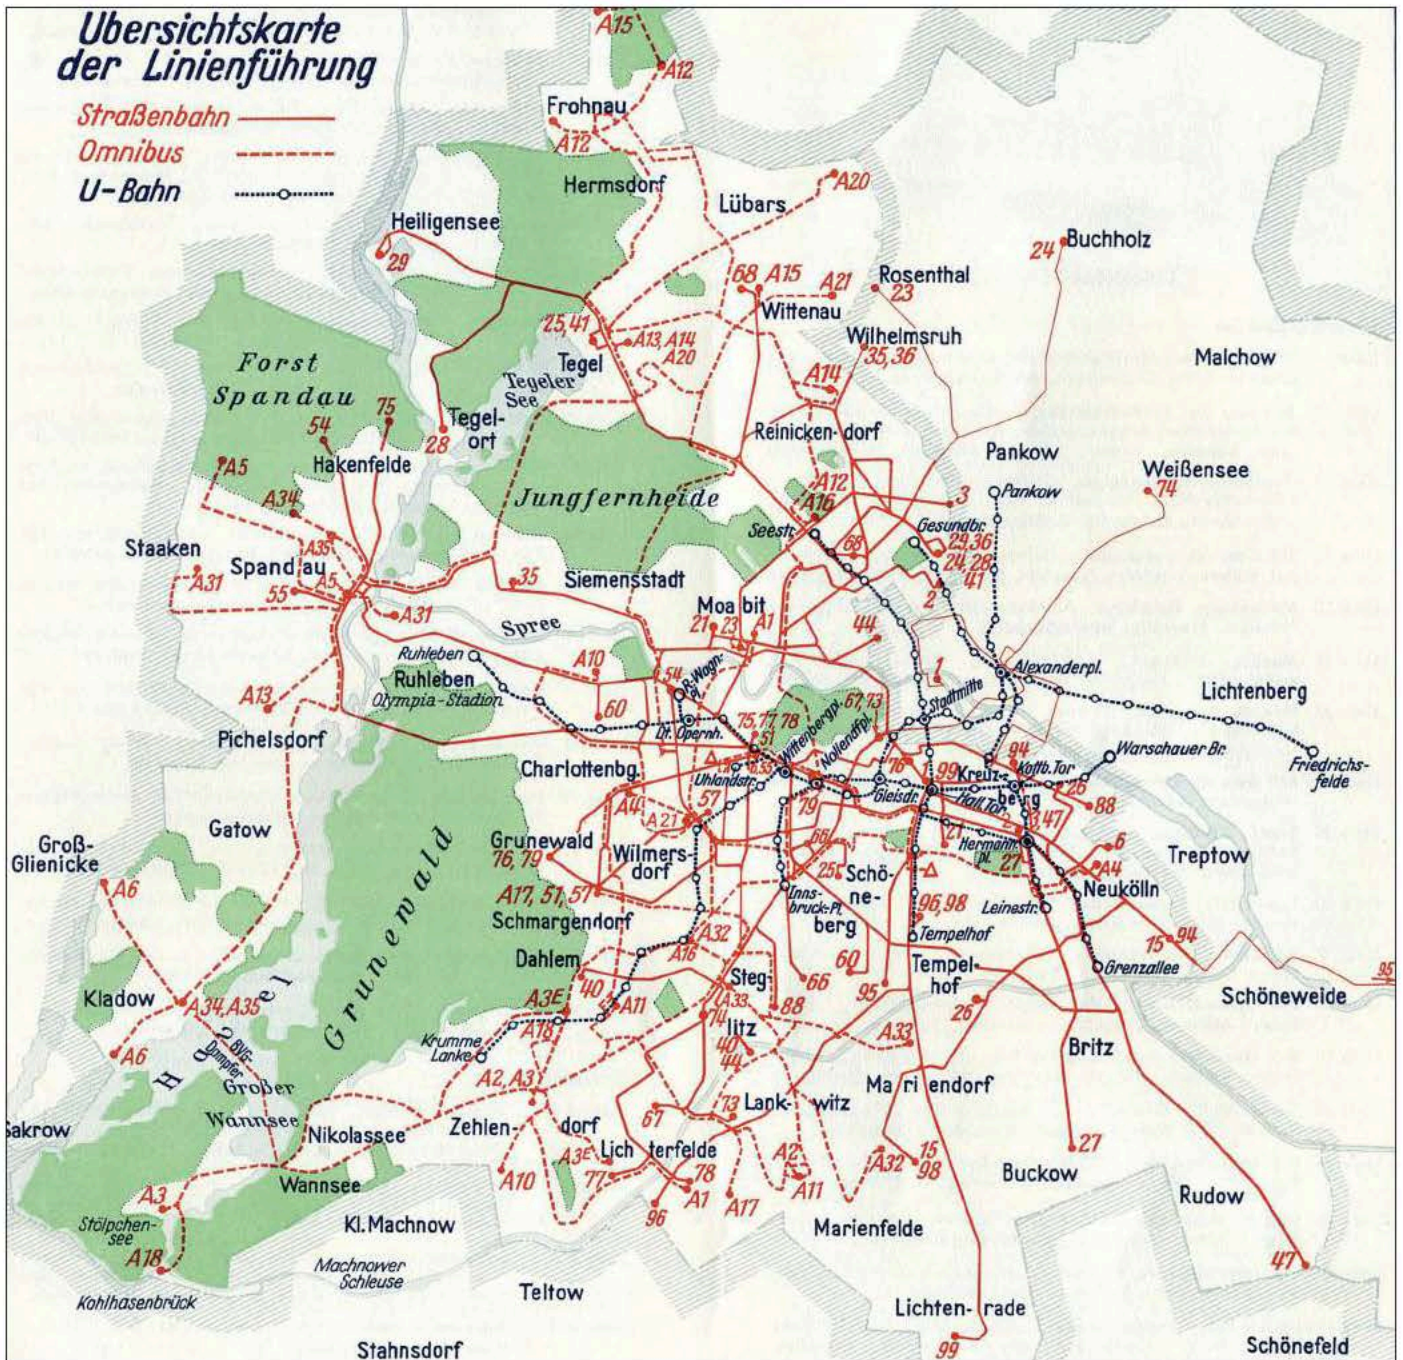 Übersichtskarte
der Linienführung
Straßenbahn
Omnibus
U-Bahn
A15
A12
Frohnau
A12
Hermsdorf
A20
Lübars
Heiligensee
29
24
Buchholz
68
A15
A21
Rosenthal
23
Wittenau
25,41
Tegel
A13, A14
A20
Wilhelmsruh
35,36
Malchow
Forst
Spandau
Tegeler
See
A14
75
54
28
Tegel-
ort
Reinicken-dorf
Hakenfelde
Pankow
A5
A34
Jungfernheide
A12
A16
Pankow
Weißensee
74
3
Seestr.
Gesundbr.
29,36
24,28
41
68
Staaken
A35
Spandau
A31
A5
55
35
Siemensstadt
2
A31
Spree
Moabit
21
23
A1
44
Ruhleben
Ruhleben
Olympia-Stadion
A10
54
R.-Wagn-
Pl.
1
Alexanderpl.
Stadtmitte
Lichtenberg
A13
60
Dt. Opernh.
75,77,78
51
67,73
Wittenbergpl.
Nollendfpl.
Pichelsdorf
Charlottenbg.
Uhlandstr.
76
Gleisdr.
99
Kreuz-
berg
94
Kottb.Tor
Warschauer Br.
Friedrichs-
felde
26
88
Hall.Tor
A14
A21
57
79
Gatow
Groß-
Glienicke
Grunewald
76, 79
Wilmers-
dorf
66
25
21
3,47
Hermann-
pl.
27
6
A4
Treptow
A6
A17, 51, 57
Schö-
ne-
berg
Neukölln
Schmargendorf
Inns-
bruck.-Pl.
96,98
Leinestr.
Tempelhof
15
94
Grunewald
A32
A16
Dahlem
Steg-
litz
60
66
95
Tempel-
hof
Grenzallee
95
Kladow
A34, A35
A3E
40
A11
A33
74
88
26
Schöneweide
A6
BVG-
Dampfer
Havel
A18
Krumme
Lanke
40
44
A33
Britz
Großer
Wannsee
A2, A3
Mariendorf
Sakrow
Nikolassee
Zehlen-
dorf
67
73
Lank-
witz
Lichterfelde
A3E
77
A10
78
A1
96
A17
A2
A11
A32
15
98
27
Wannsee
Buckow
A3
Stölpchen-
see
A18
Kl. Machnow
Marienfelde
Rudow
Kohlhasenbrück
Machnower
Schleuse
Teltow
47
Lichten-rade
99
Stahnsdorf
Schönefeld